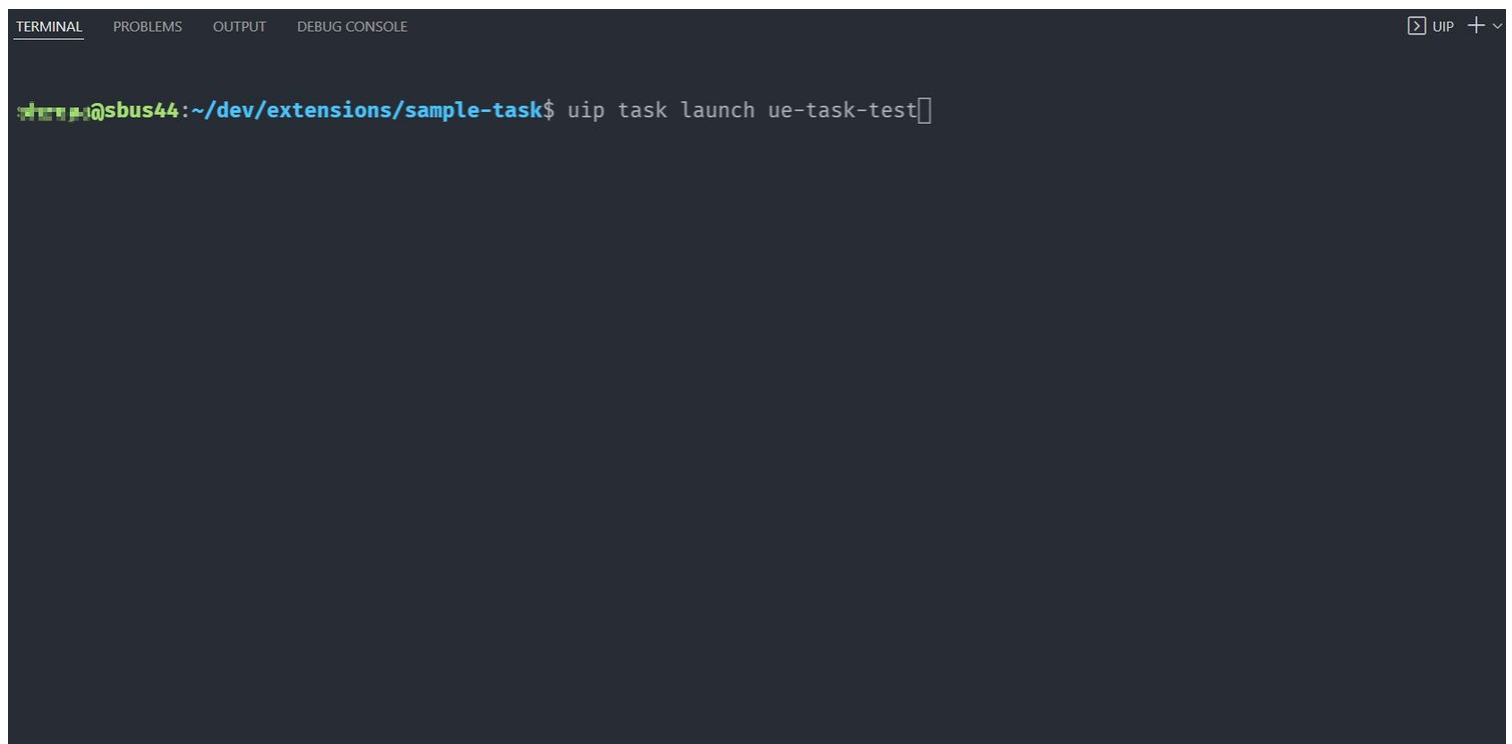 TERMINAL PROBLEMS OUTPUT DEBUG CONSOLE UIP
@sbus44:~/dev/extensions/sample-task$ uip task launch ue-task-test